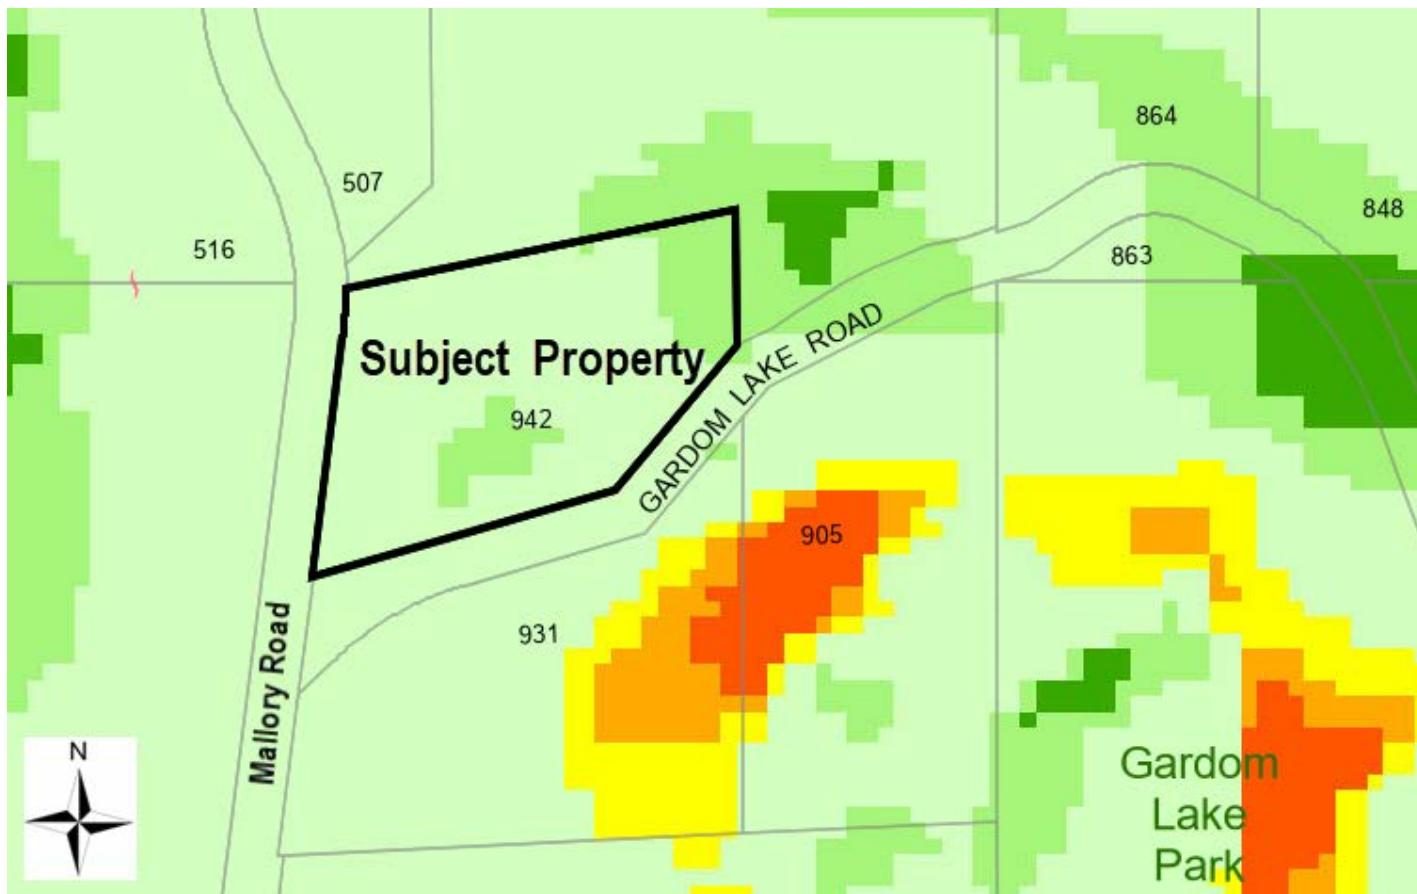 864
507
848
516
863
Subject Property
GARDOM LAKE ROAD
942
905
931
Mallory Road
N
Gardom
Lake
Park